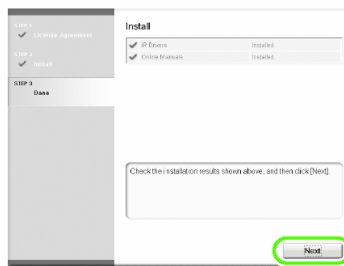 STEP 1
License Agreement
STEP 2
Install
STEP 3
Done
Install
iR Drivers Installed
Online Manuals Installed
Check the installation results shown above, and then click [Next].
Next